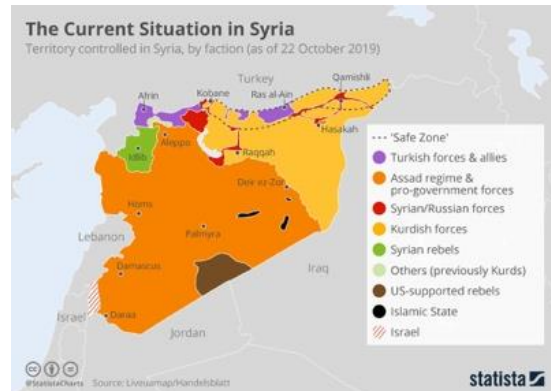 The Current Situation in Syria
Territory controlled in Syria, by faction (as of 22 October 2019)
Turkey
Afrin
Kobane
Ras al-Ain
Qamishli
Aleppo
Hasakah
Idlib
Raqqah
Deir ez-Zor
Homs
Palmyra
Lebanon
Damascus
Iraq
Israel
Daraa
Jordan
'Safe Zone'
Turkish forces & allies
Assad regime &
pro-government forces
Syrian/Russian forces
Kurdish forces
Syrian rebels
Others (previously Kurds)
US-supported rebels
Islamic State
Israel
@StatistaCharts Source: Liveuamap/Handelsblatt
statista